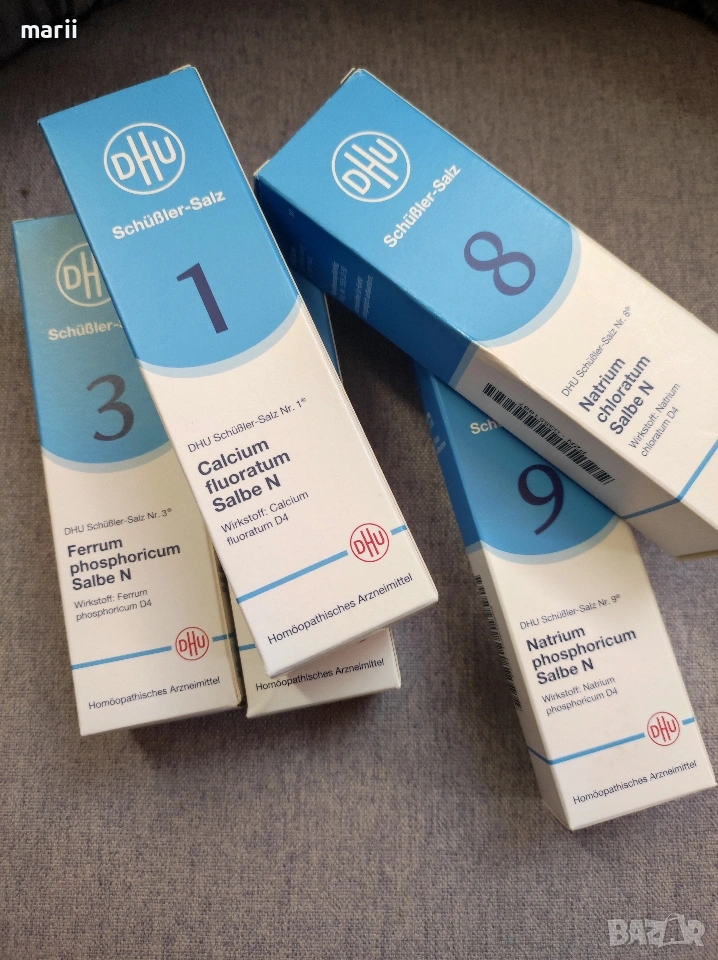 marii
DHU
Schüßler-Salz
1
DHU Schüßler-Salz Nr. 1®
Calcium
fluoratum
Salbe N
Wirkstoff: Calcium
fluoratum D4
DHU
Homöopathisches Arzneimittel
DHU
Schüßler-Salz
8
DHU Schüßler-Salz Nr. 8®
Natrium
chloratum
Salbe N
Wirkstoff: Natrium
chloratum D4
DHU
Schüßler-S
3
DHU Schüßler-Salz Nr. 3®
Ferrum
phosphoricum
Salbe N
Wirkstoff: Ferrum
phosphoricum D4
DHU
Homöopathisches Arzneimittel
Homöopathisches Arzneimittel
Schü
9
DHU Schüßler-Salz Nr. 9®
Natrium
phosphoricum
Salbe N
Wirkstoff: Natrium
phosphoricum D4
DHU
Homöopathisches Arzneimittel
BAZAR